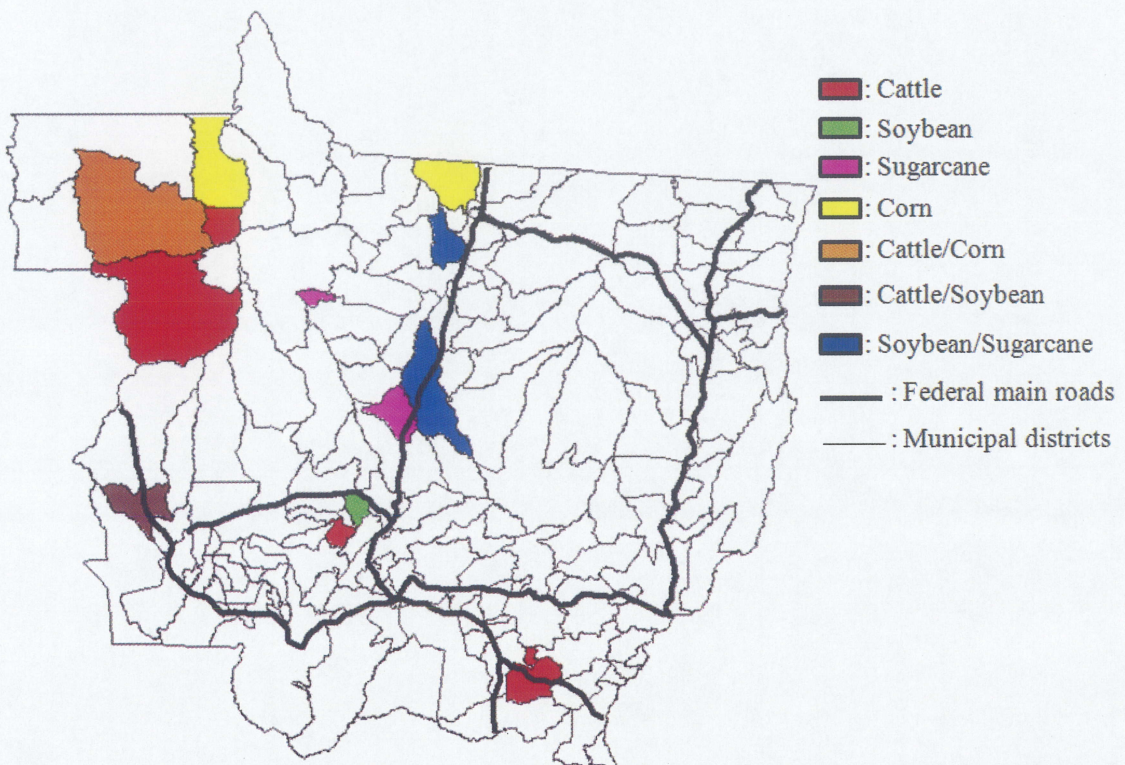 : Cattle
: Soybean
: Sugarcane
: Corn
: Cattle/Corn
: Cattle/Soybean
: Soybean/Sugarcane
: Federal main roads
: Municipal districts